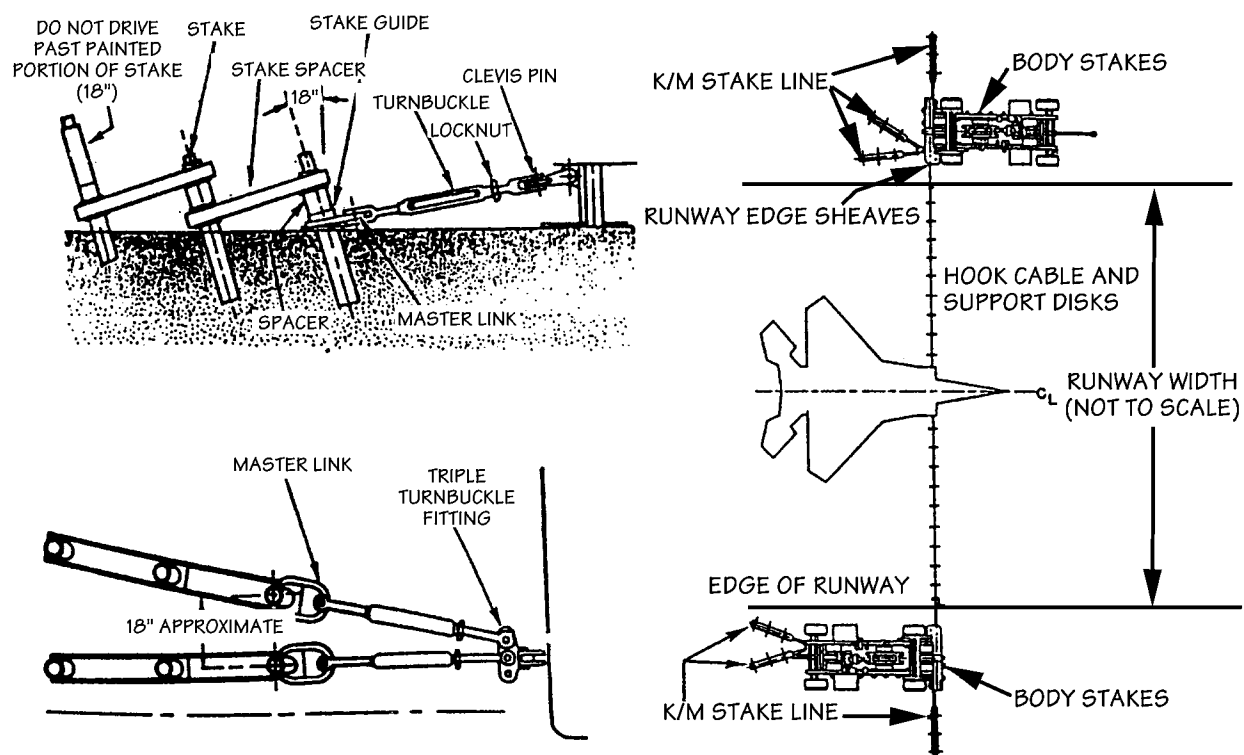 DO NOT DRIVE
PAST PAINTED
PORTION OF STAKE
(18")
STAKE
STAKE GUIDE
STAKE SPACER
18"
CLEVIS PIN
TURNBUCKLE
LOCKNUT
SPACER
MASTER LINK
MASTER LINK
TRIPLE
TURNBUCKLE
FITTING
18" APPROXIMATE
K/M STAKE LINE
BODY STAKES
RUNWAY EDGE SHEAVES
HOOK CABLE AND
SUPPORT DISKS
CL
RUNWAY WIDTH
(NOT TO SCALE)
EDGE OF RUNWAY
BODY STAKES
K/M STAKE LINE